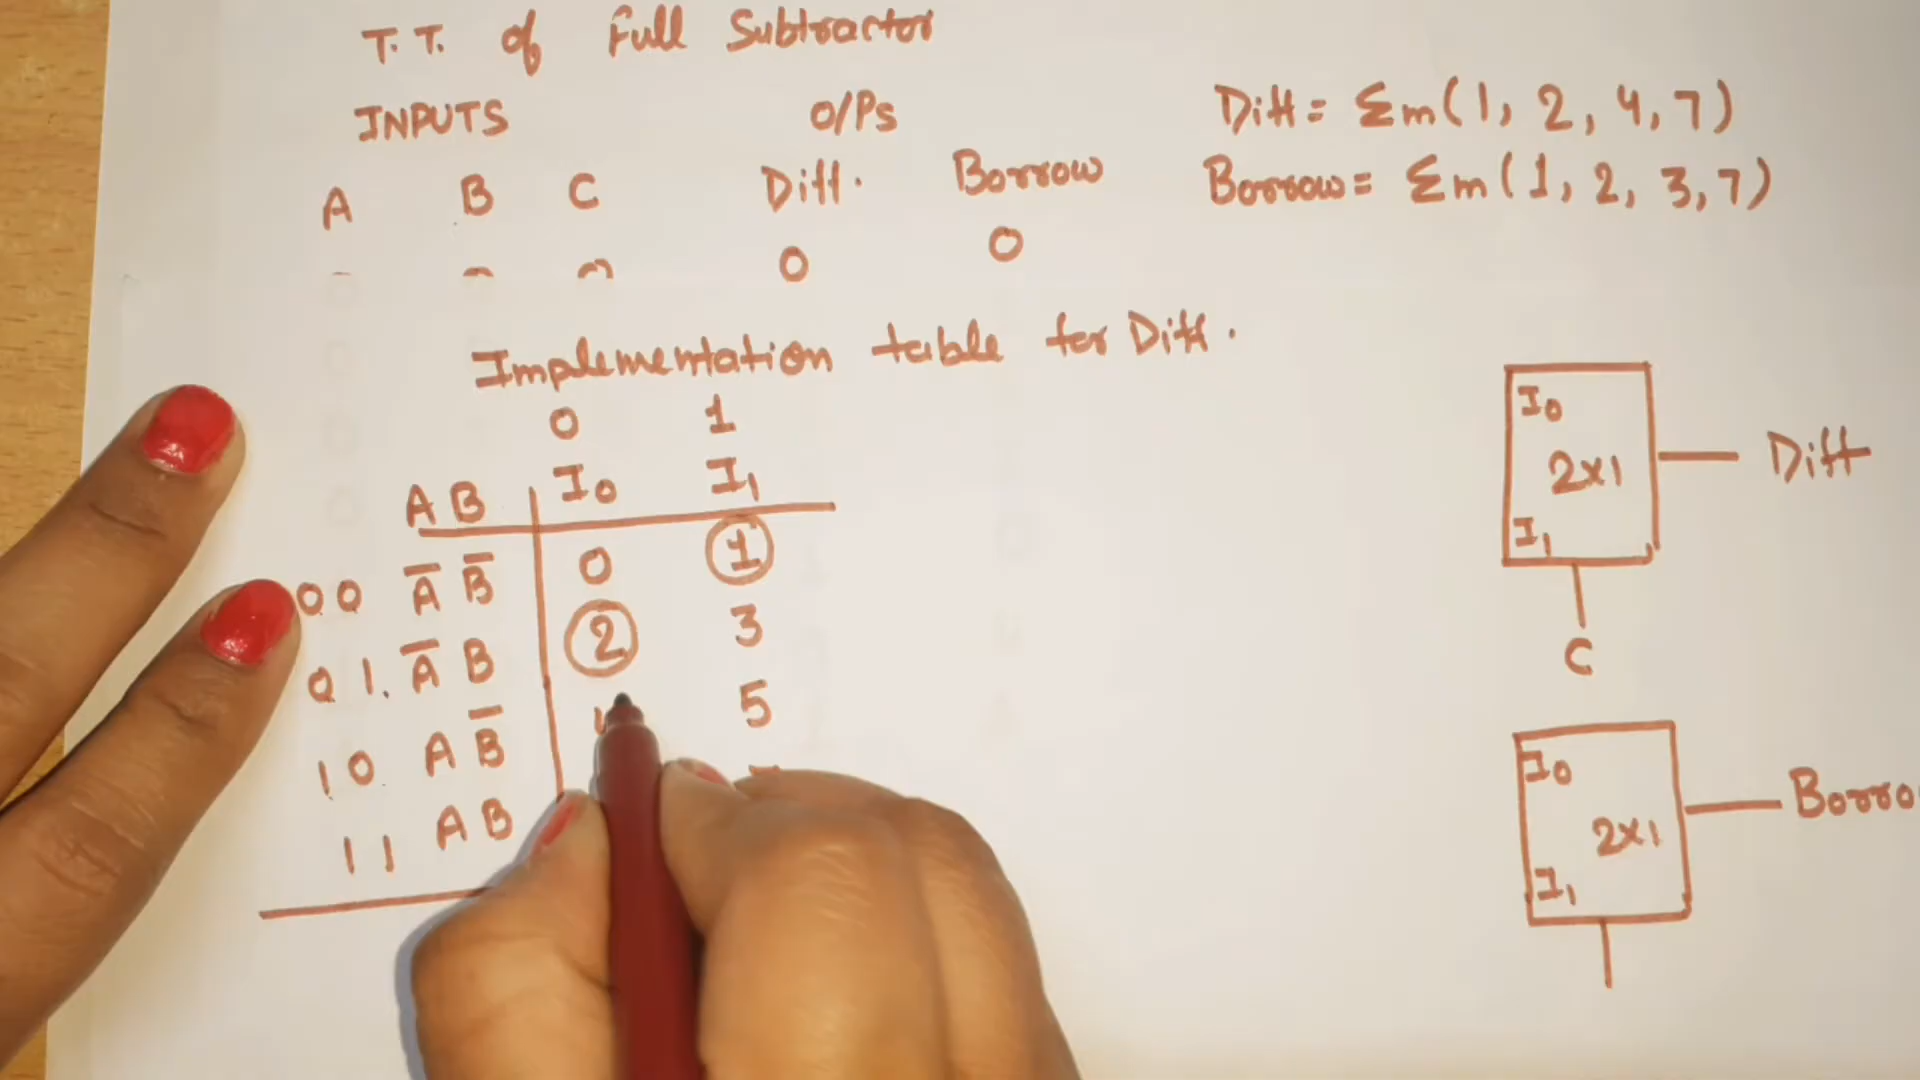 T.T. of Full Subtractor
INPUTS O/Ps
A B C Diff. Borrow
0 0
Diff = Σm(1, 2, 4, 7)
Borrow = Σm(1, 2, 3, 7)
Implementation table for Diff.
0 1
A B I0 I1
00 A̅ B̅ 0 1
01. A̅ B 2 3
10 A B̅ 5
11 A B
I0
2x1
I1
Diff
C
I0
2x1
I1
Borro